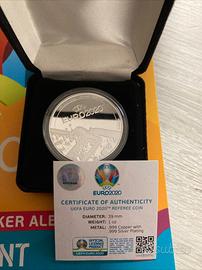 EURO2020
UEFA
EURO2020
CERTIFICATE OF AUTHENTICITY
UEFA EURO 2020™ REFEREE COIN
DIAMETER: 39 mm
WEIGHT: 1 oz
METAL: .999 Copper with
.999 Silver Plating
KER ALB
NT